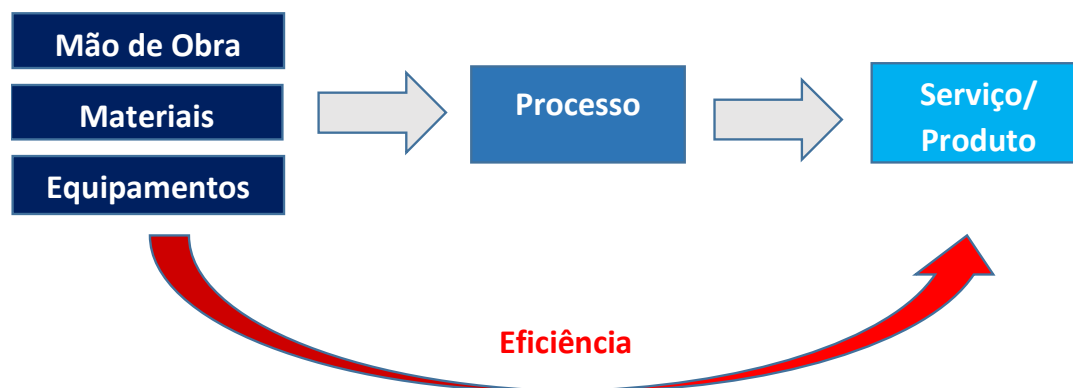 Mão de Obra
Materiais
Equipamentos
Processo
Serviço/
Produto
Eficiência